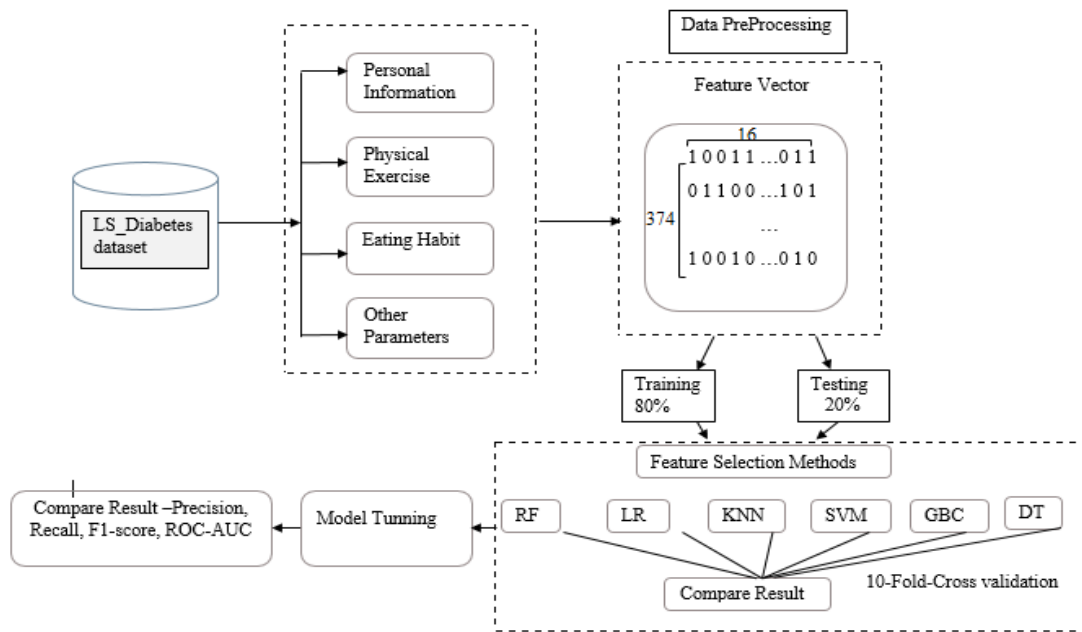 LS_Diabetes
dataset
Personal
Information
Physical
Exercise
Eating Habit
Other
Parameters
Data PreProcessing
Feature Vector
16
1 0 0 1 1 ...0 1 1
0 1 1 0 0 ...1 0 1
374
...
1 0 0 1 0 ...0 1 0
Training
80%
Testing
20%
Feature Selection Methods
RF
LR
KNN
SVM
GBC
DT
10-Fold-Cross validation
Compare Result
Model Tunning
Compare Result –Precision,
Recall, F1-score, ROC-AUC